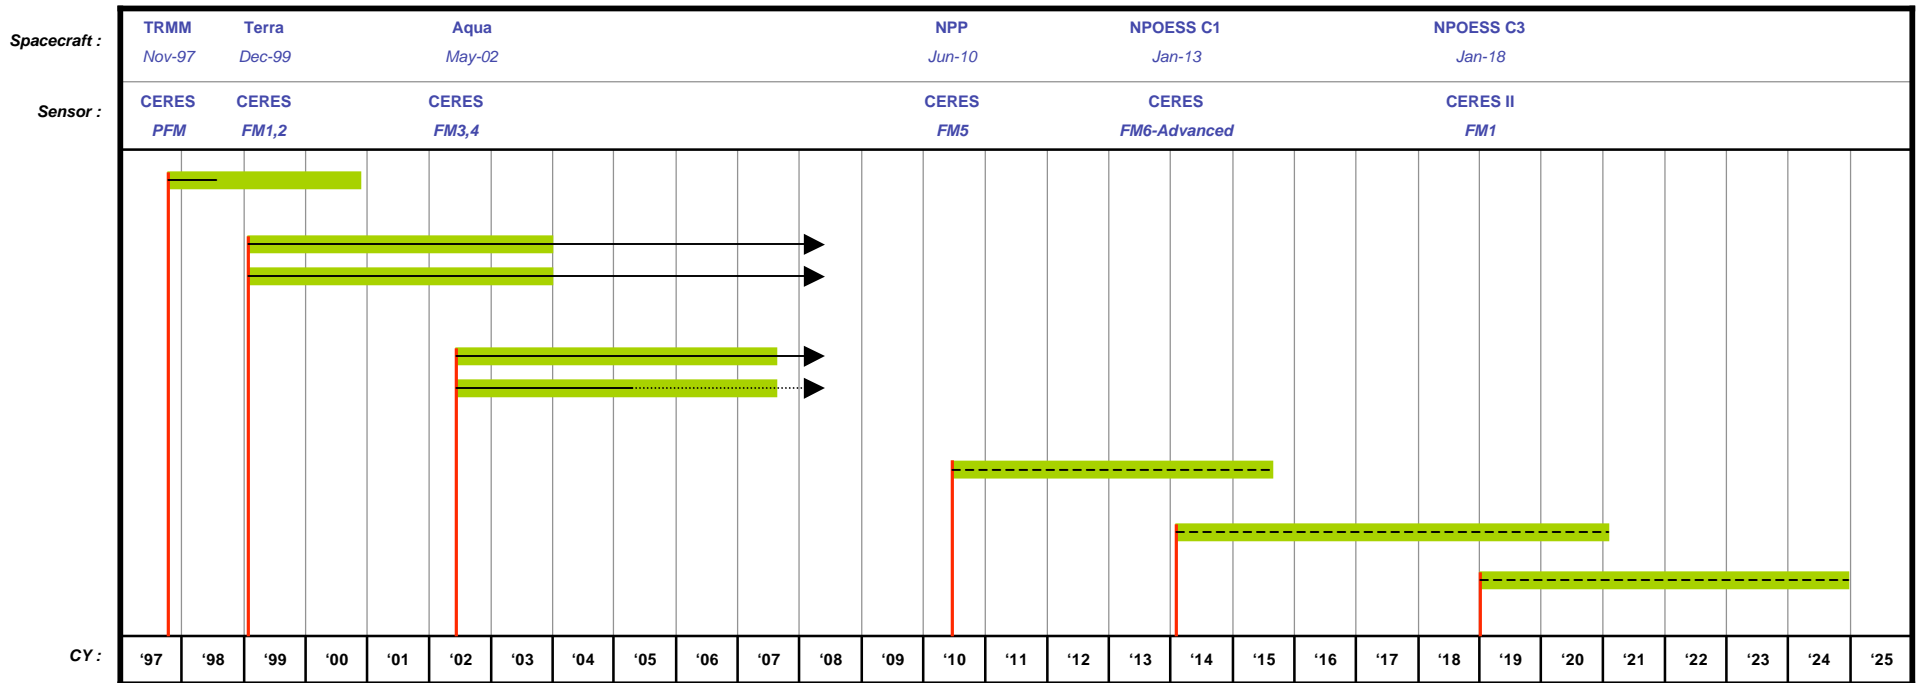 Spacecraft : TRMM Terra Aqua NPP NPOESS C1 NPOESS C3
Nov-97 Dec-99 May-02 Jun-10 Jan-13 Jan-18
Sensor : CERES CERES CERES CERES CERES CERES II
PFM FM1,2 FM3,4 FM5 FM6-Advanced FM1
CY : ‘97 ‘98 ‘99 ‘00 ‘01 ‘02 ‘03 ‘04 ‘05 ‘06 ‘07 ‘08 ‘09 ‘10 ‘11 ‘12 ‘13 ‘14 ‘15 ‘16 ‘17 ‘18 ‘19 ‘20 ‘21 ‘22 ‘23 ‘24 ‘25